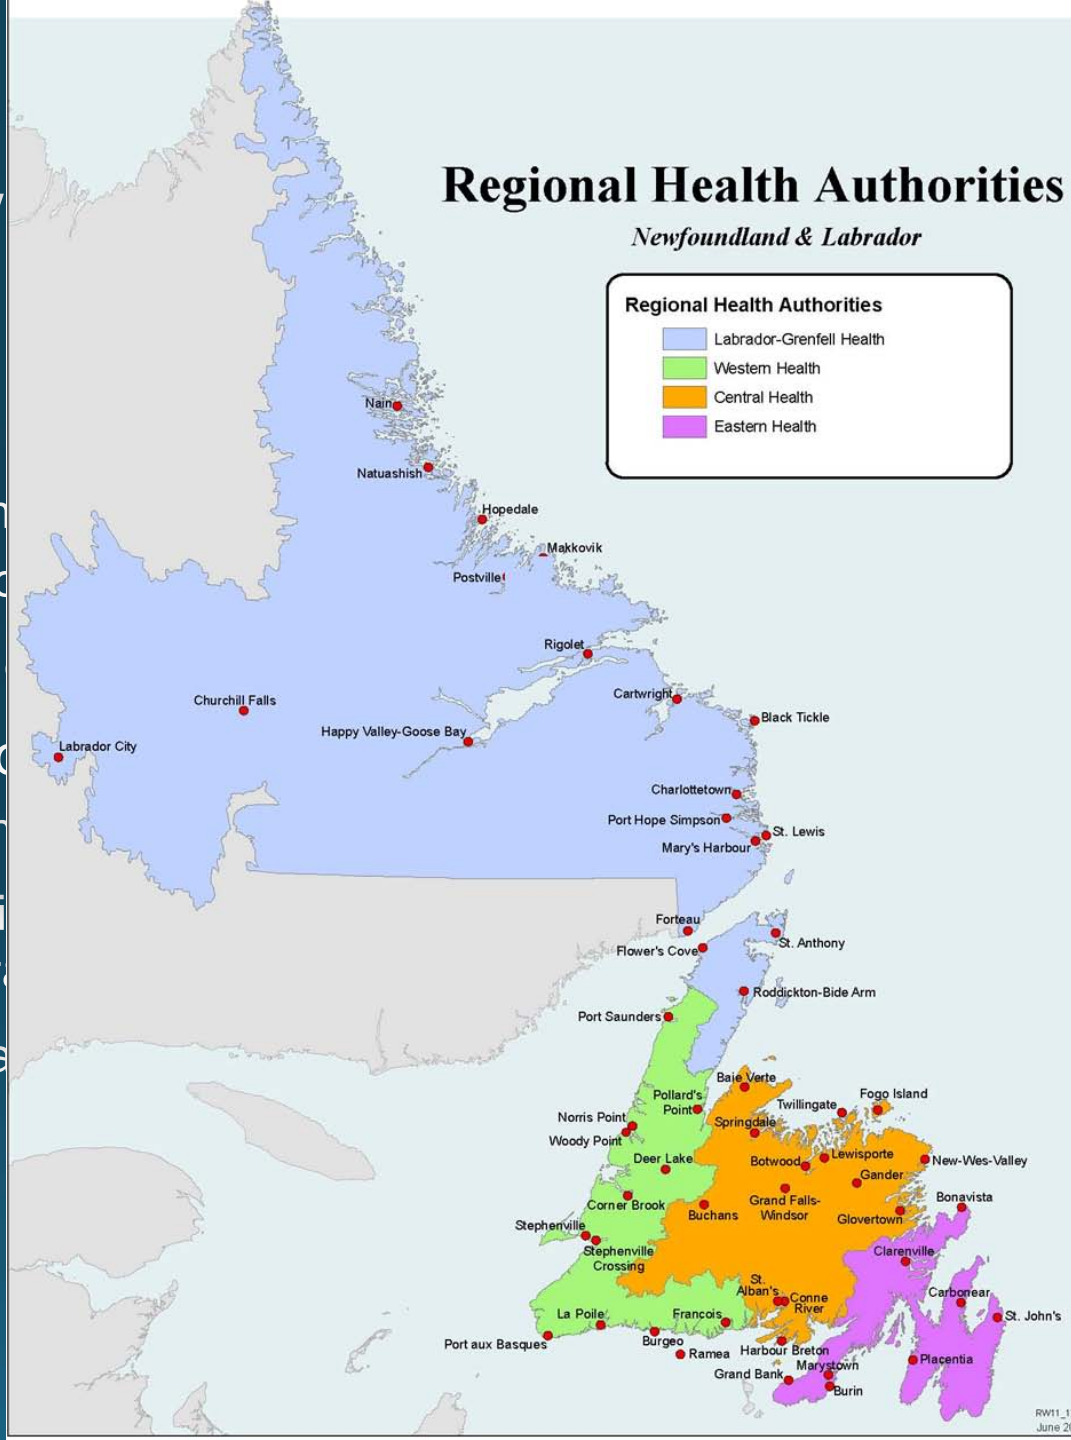 Regional Health Authorities
Newfoundland & Labrador
Regional Health Authorities
Labrador-Grenfell Health
Western Health
Central Health
Eastern Health
Nain
Natuashish
Hopedale
Makkovik
Postville
Rigolet
Cartwright
Churchill Falls
Black Tickle
Happy Valley-Goose Bay
Labrador City
Charlottetown
Port Hope Simpson
St. Lewis
Mary's Harbour
Forteau
St. Anthony
Flower's Cove
Roddickton-Bide Arm
Port Saunders
Baie Verte
Pollard's
Point
Fogo Island
Twillingate
Norris Point
Springdale
Woody Point
Lewisporte
Deer Lake
Botwood
New-Wes-Valley
Gander
Grand Falls-
Windsor
Bonavista
Corner Brook
Buchans
Glovertown
Stephenville
Stephenville
Crossing
Clarenville
St.
Alban's
Conne
River
Carbonear
La Poile
Francois
St. John's
Port aux Basques
Burgeo
Ramea
Harbour Breton
Marystown
Placentia
Grand Bank
Burin